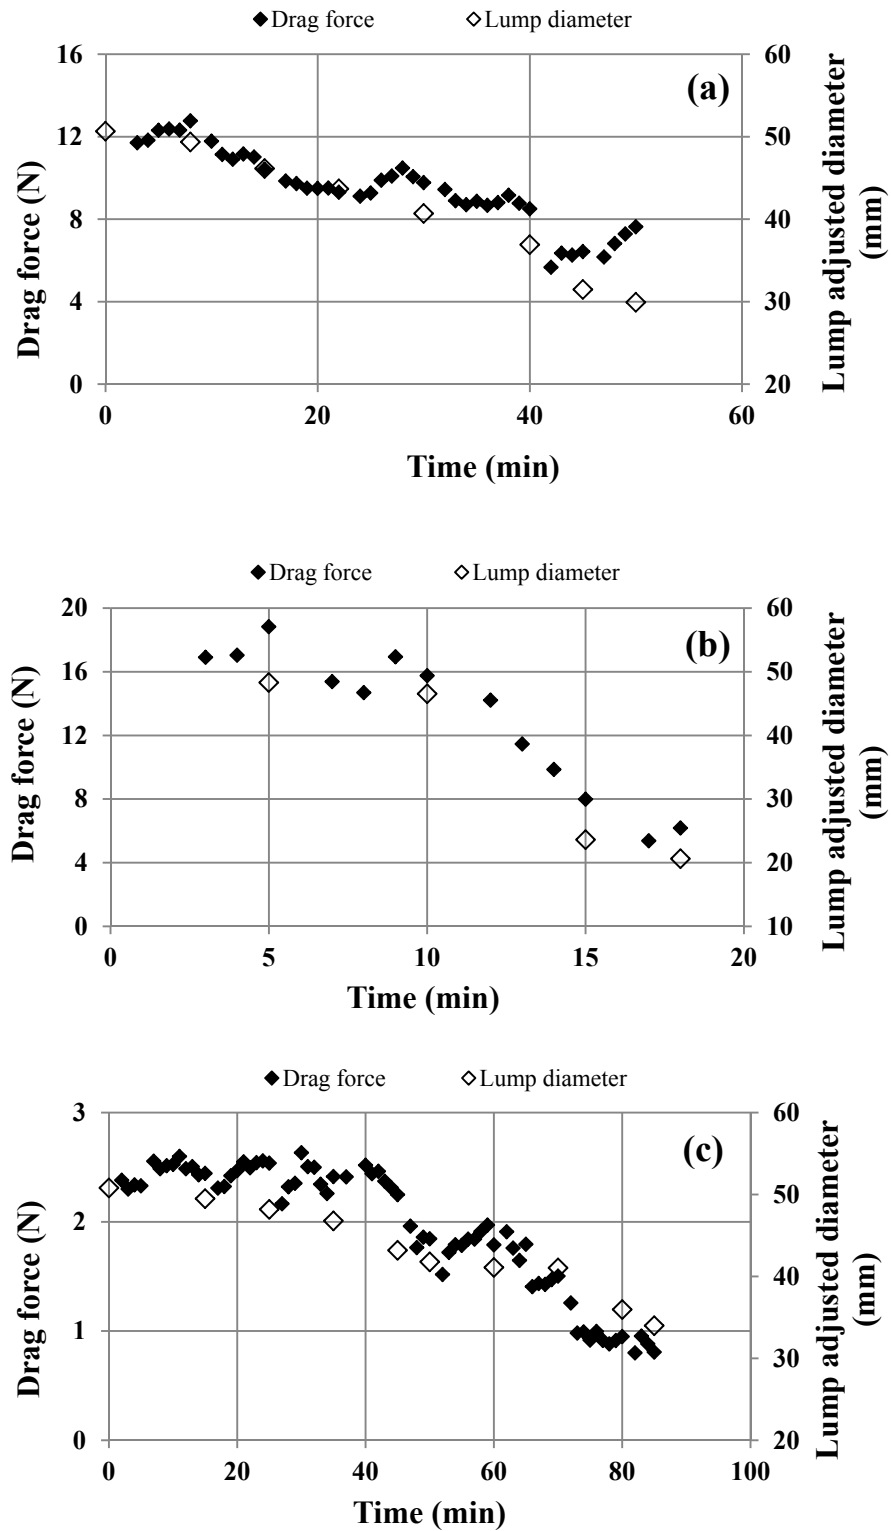 Drag force Lump diameter
16 60
(a)
12 50
8 40
4 30
0 20
0 20 40 60
Drag force (N)
Lump adjusted diameter
(mm)
Time (min)
Drag force Lump diameter
20 60
(b)
16 50
12 40
8 30
4 20
0 10
0 5 10 15 20
Drag force (N)
Lump adjusted diameter
(mm)
Time (min)
Drag force Lump diameter
3 60
(c)
50
2
40
1
30
0 20
0 20 40 60 80 100
Drag force (N)
Lump adjusted diameter
(mm)
Time (min)